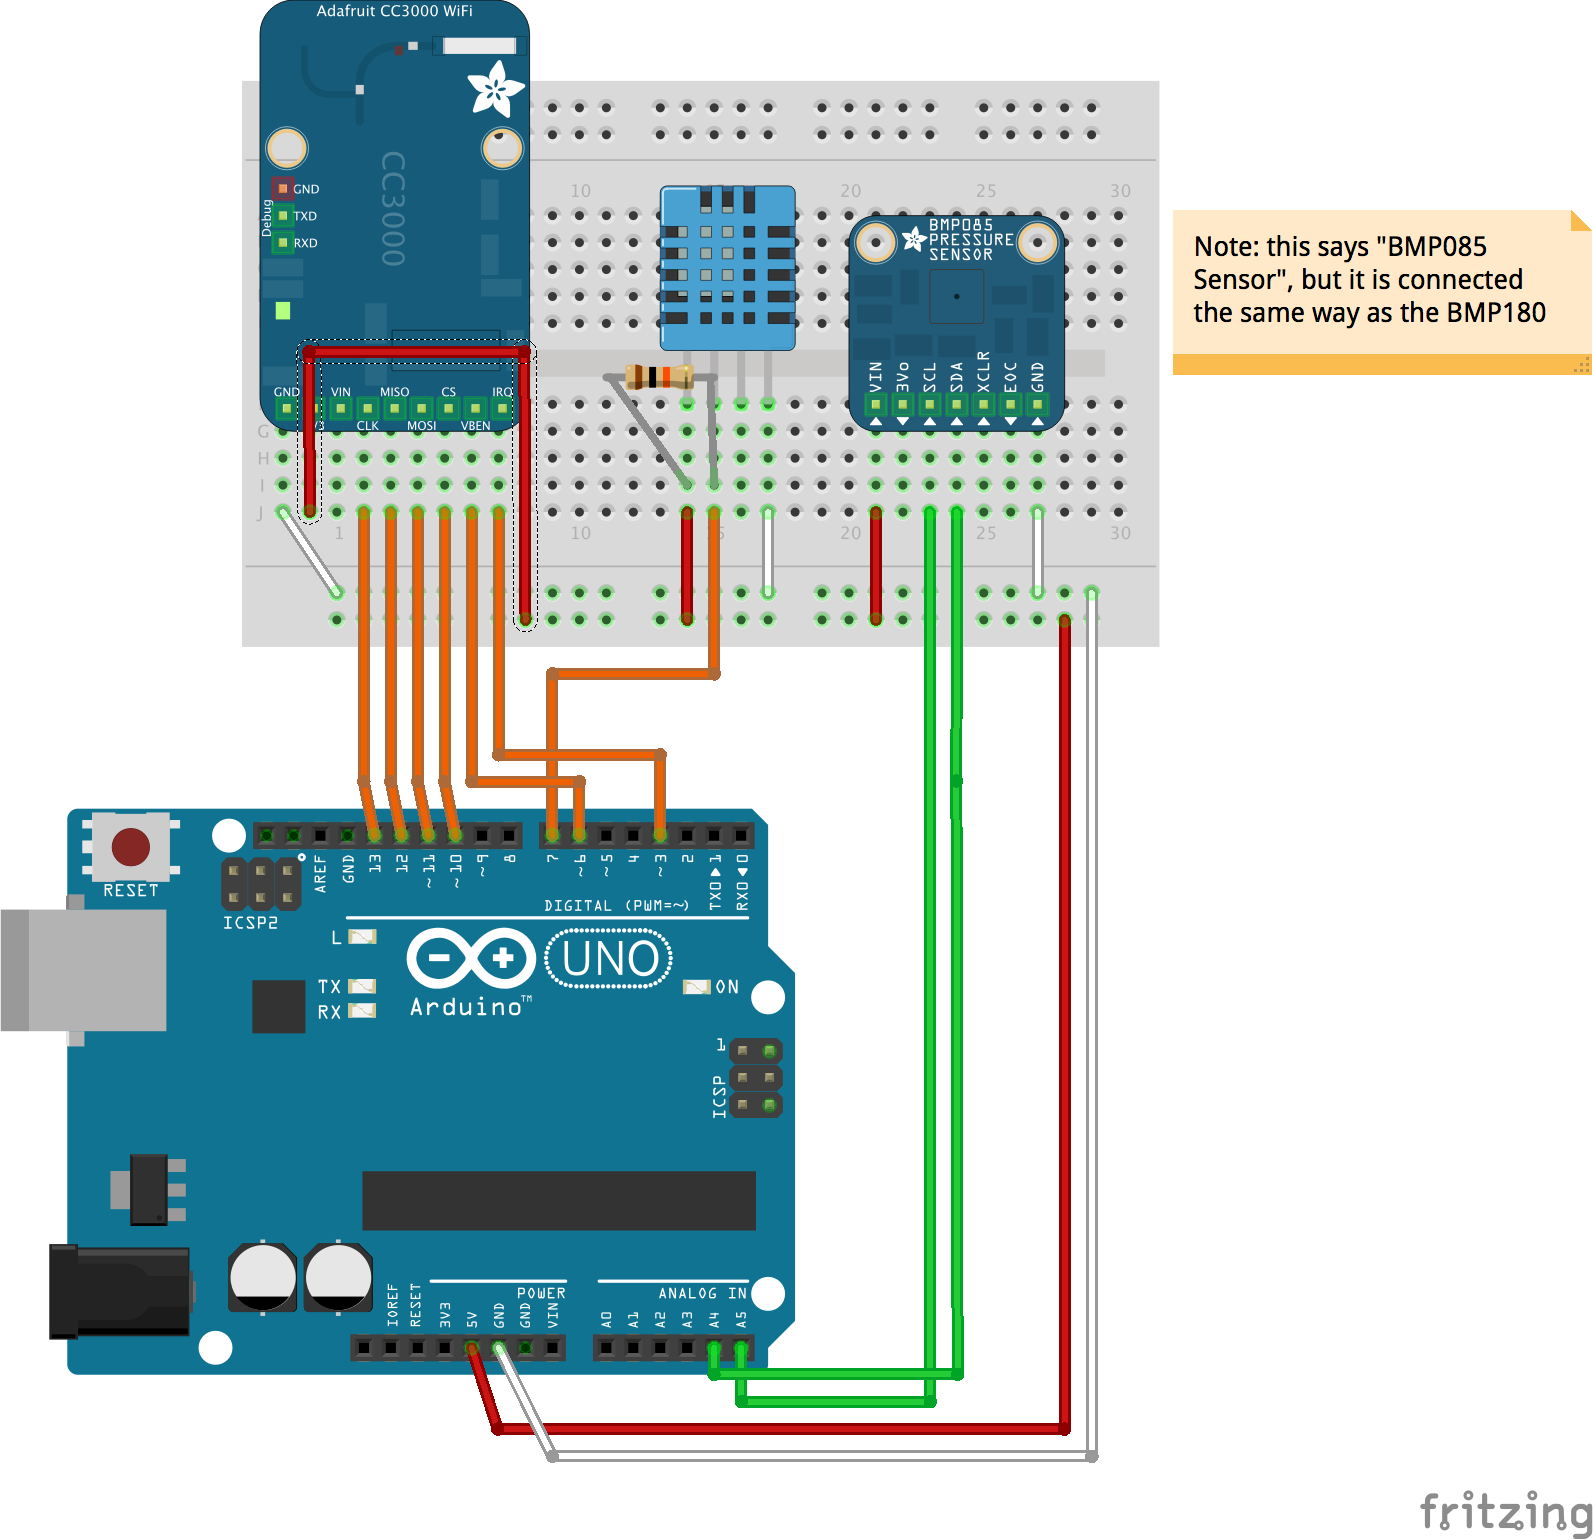 Adafruit CC3000 WiFi
CC3000
Debug
GND
TXD
RXD
GND
VIN
MISO
CS
IRQ
CLK
MOSI
VBEN
10
20
25
30
BMP085
PRESSURE
SENSOR
VIN
3Vo
SCL
SDA
XCLR
EOC
GND
Note: this says "BMP085
Sensor", but it is connected
the same way as the BMP180
G
H
I
J
1
10
20
25
30
RESET
ICSP2
AREF
GND
13
12
~11
~10
~9
8
7
~6
~5
4
~3
2
TX0 1
RX0 0
DIGITAL (PWM=~)
L
TX
RX
UNO
Arduino™
ON
1
ICSP
IOREF
RESET
3V3
5V
GND
GND
VIN
POWER
ANALOG IN
A0
A1
A2
A3
A4
A5
fritzing